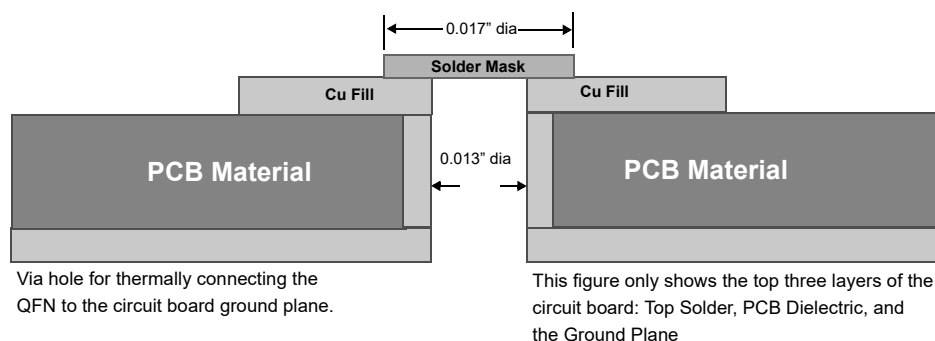 0.017” dia
Solder Mask
Cu Fill
Cu Fill
PCB Material
0.013” dia
PCB Material
Via hole for thermally connecting the
QFN to the circuit board ground plane.
This figure only shows the top three layers of the
circuit board: Top Solder, PCB Dielectric, and
the Ground Plane